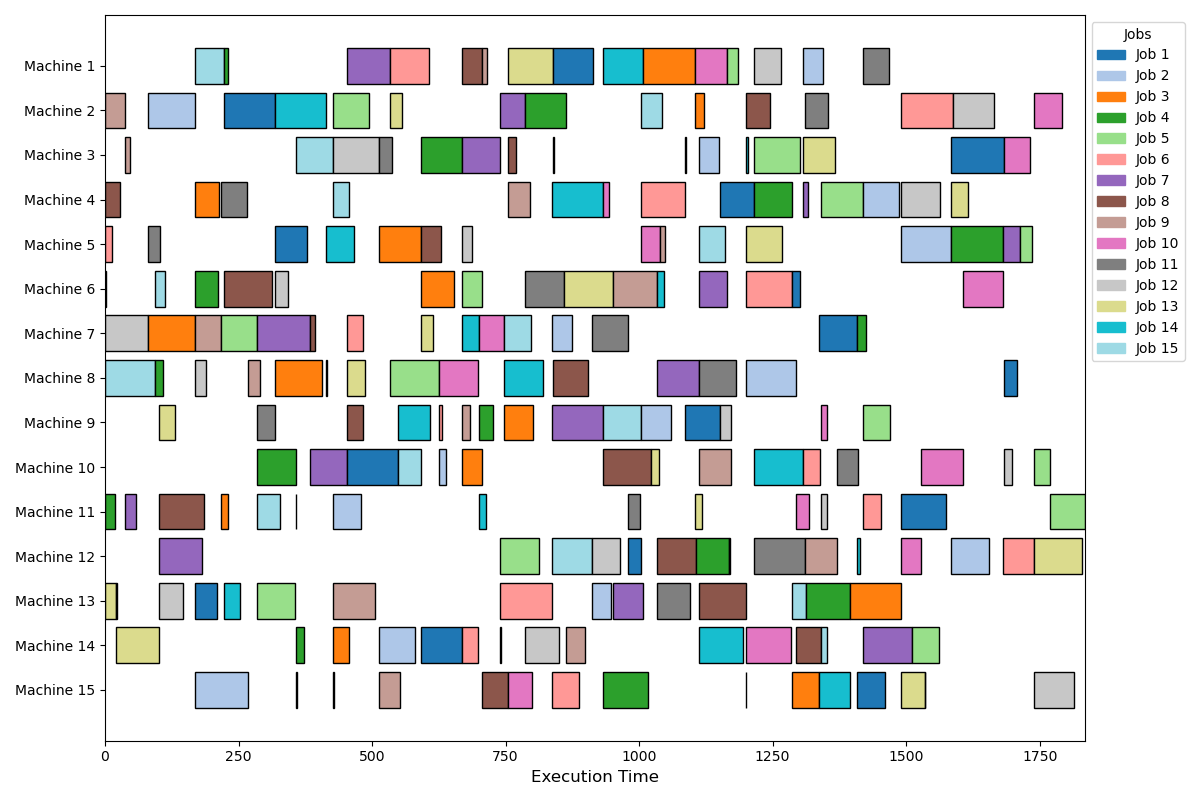 Machine 1
Machine 2
Machine 3
Machine 4
Machine 5
Machine 6
Machine 7
Machine 8
Machine 9
Machine 10
Machine 11
Machine 12
Machine 13
Machine 14
Machine 15
0 250 500 750 1000 1250 1500 1750
Execution Time
Jobs
Job 1
Job 2
Job 3
Job 4
Job 5
Job 6
Job 7
Job 8
Job 9
Job 10
Job 11
Job 12
Job 13
Job 14
Job 15